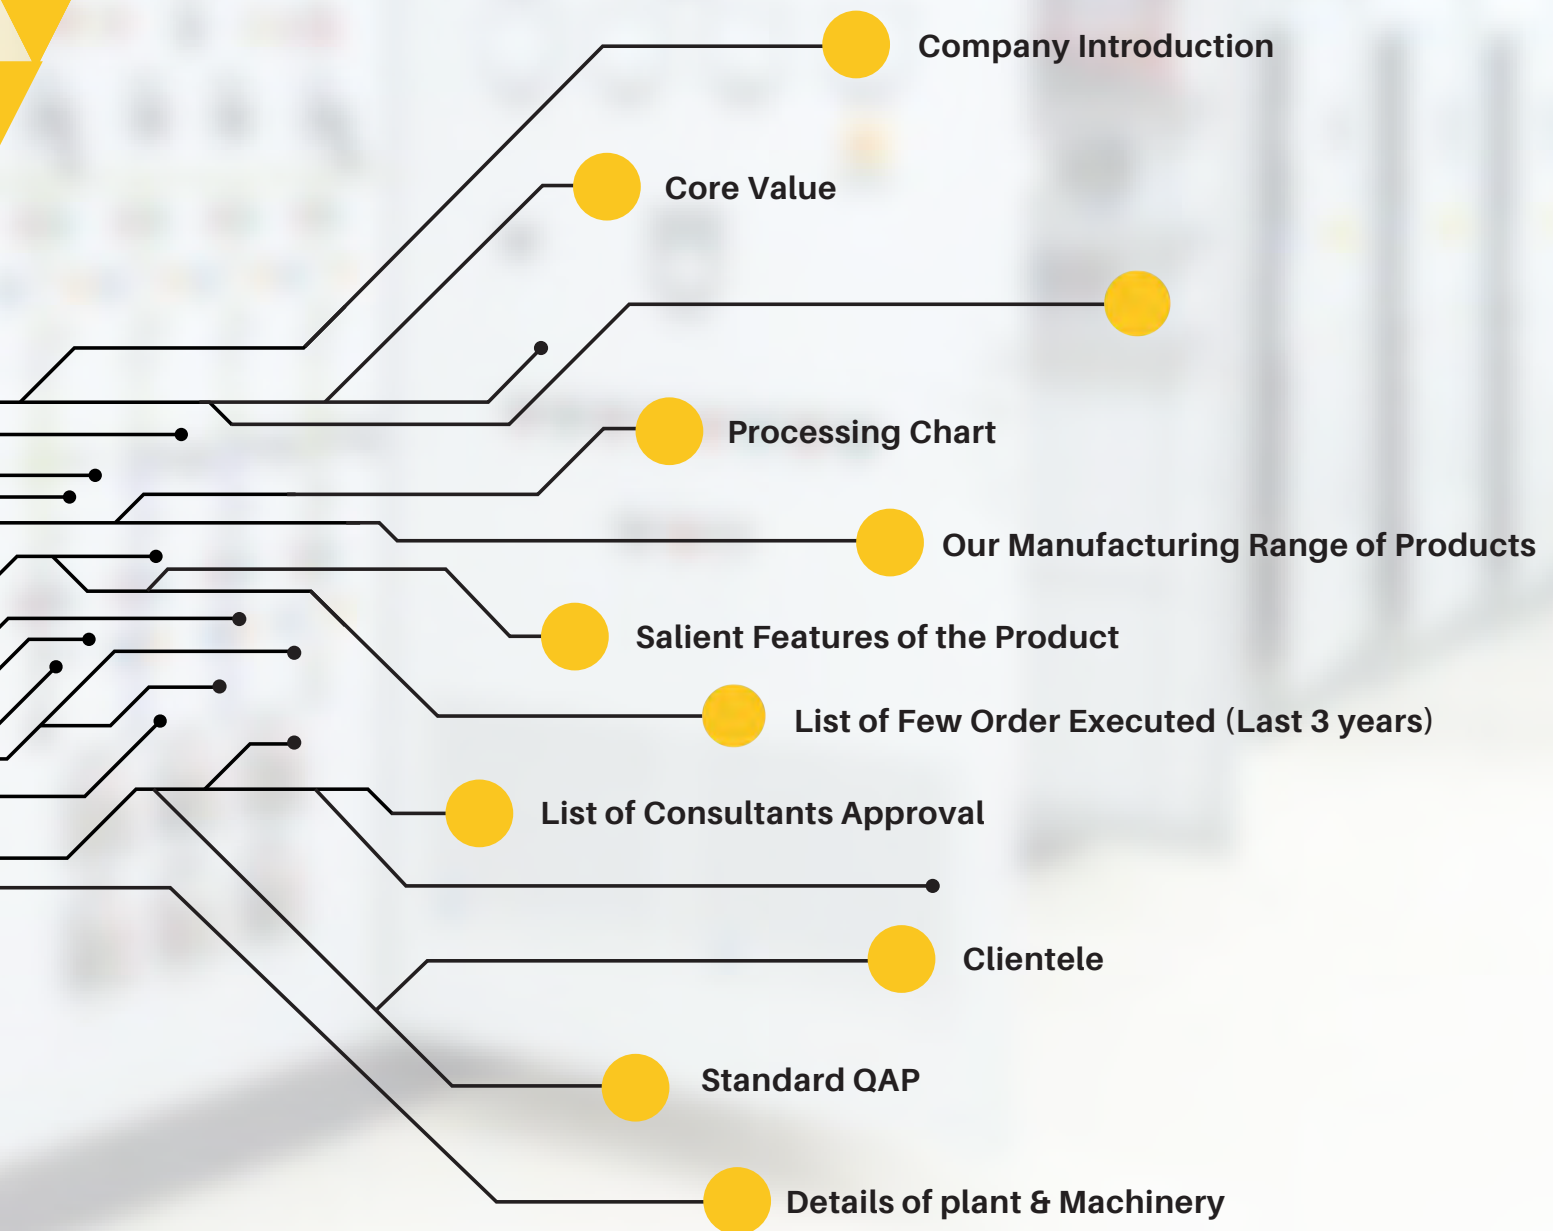 Company Introduction
Core Value
Processing Chart
Our Manufacturing Range of Products
Salient Features of the Product
List of Few Order Executed (Last 3 years)
List of Consultants Approval
Clientele
Standard QAP
Details of plant & Machinery